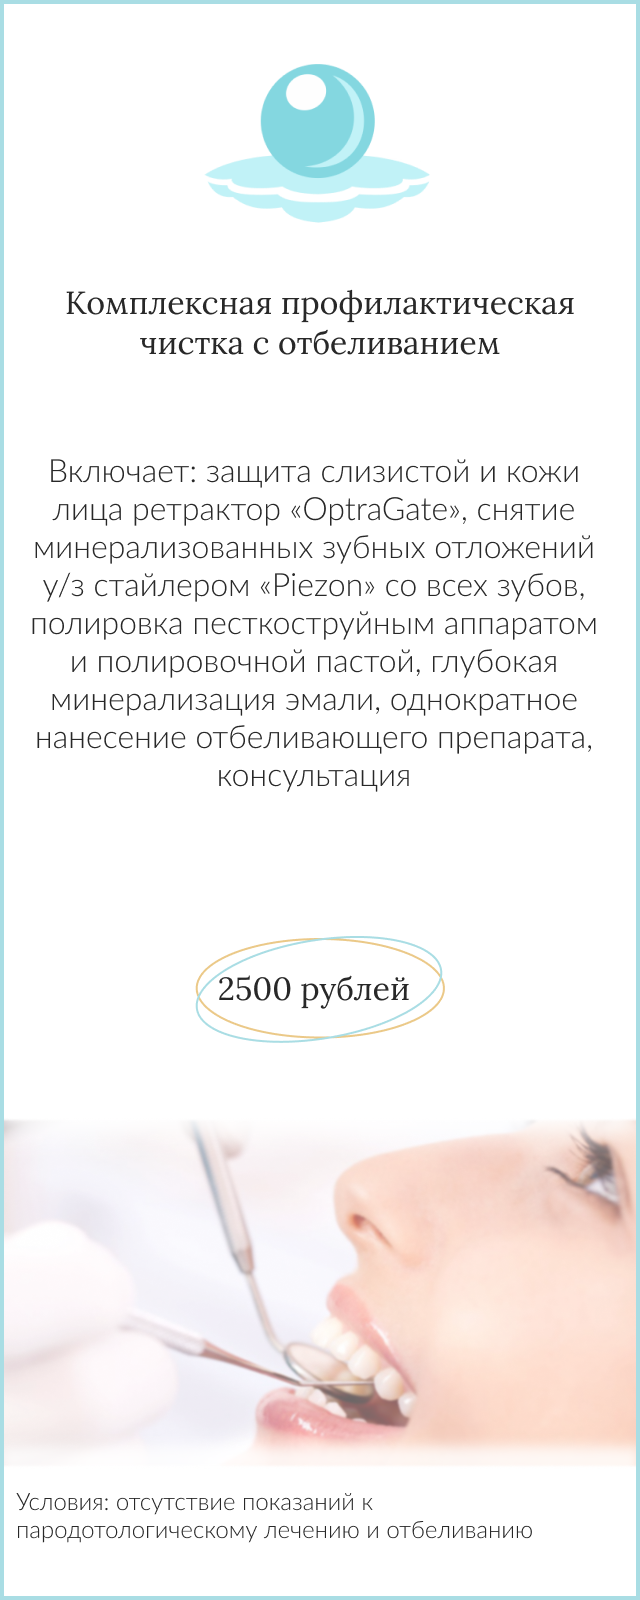 Комплексная профилактическая
чистка с отбеливанием
Включает: защита слизистой и кожи
лица ретрактор «OptraGate», снятие
минерализованных зубных отложений
у/з стайлером «Piezon» со всех зубов,
полировка песткоструйным аппаратом
и полировочной пастой, глубокая
минерализация эмали, однократное
нанесение отбеливающего препарата,
консультация
2500 рублей
Условия: отсутствие показаний к
пародотологическому лечению и отбеливанию